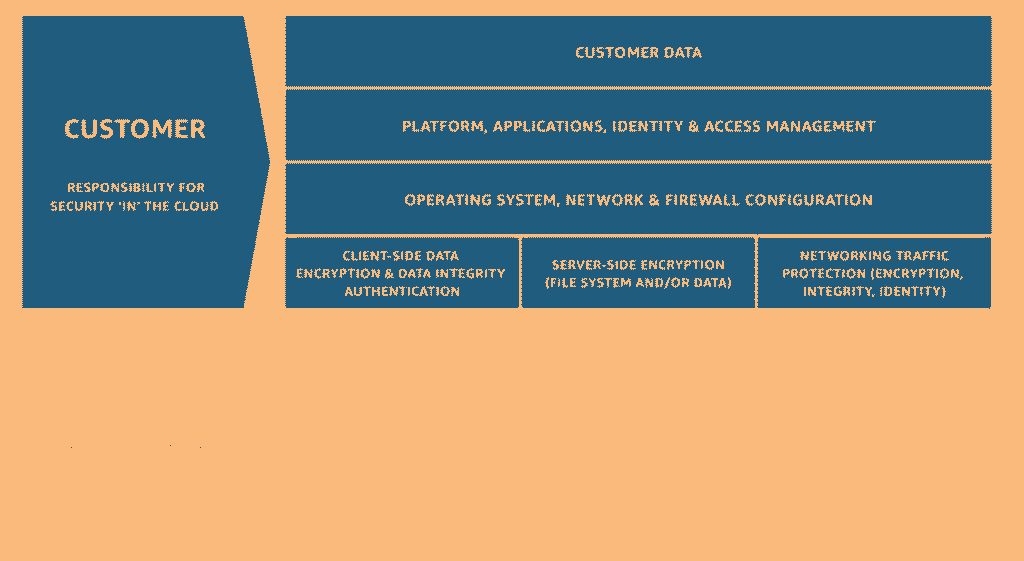 CUSTOMER
RESPONSIBILITY FOR
SECURITY 'IN' THE CLOUD
CUSTOMER DATA
PLATFORM, APPLICATIONS, IDENTITY & ACCESS MANAGEMENT
OPERATING SYSTEM, NETWORK & FIREWALL CONFIGURATION
CLIENT-SIDE DATA
ENCRYPTION & DATA INTEGRITY
AUTHENTICATION
SERVER-SIDE ENCRYPTION
(FILE SYSTEM AND/OR DATA)
NETWORKING TRAFFIC
PROTECTION (ENCRYPTION,
INTEGRITY, IDENTITY)